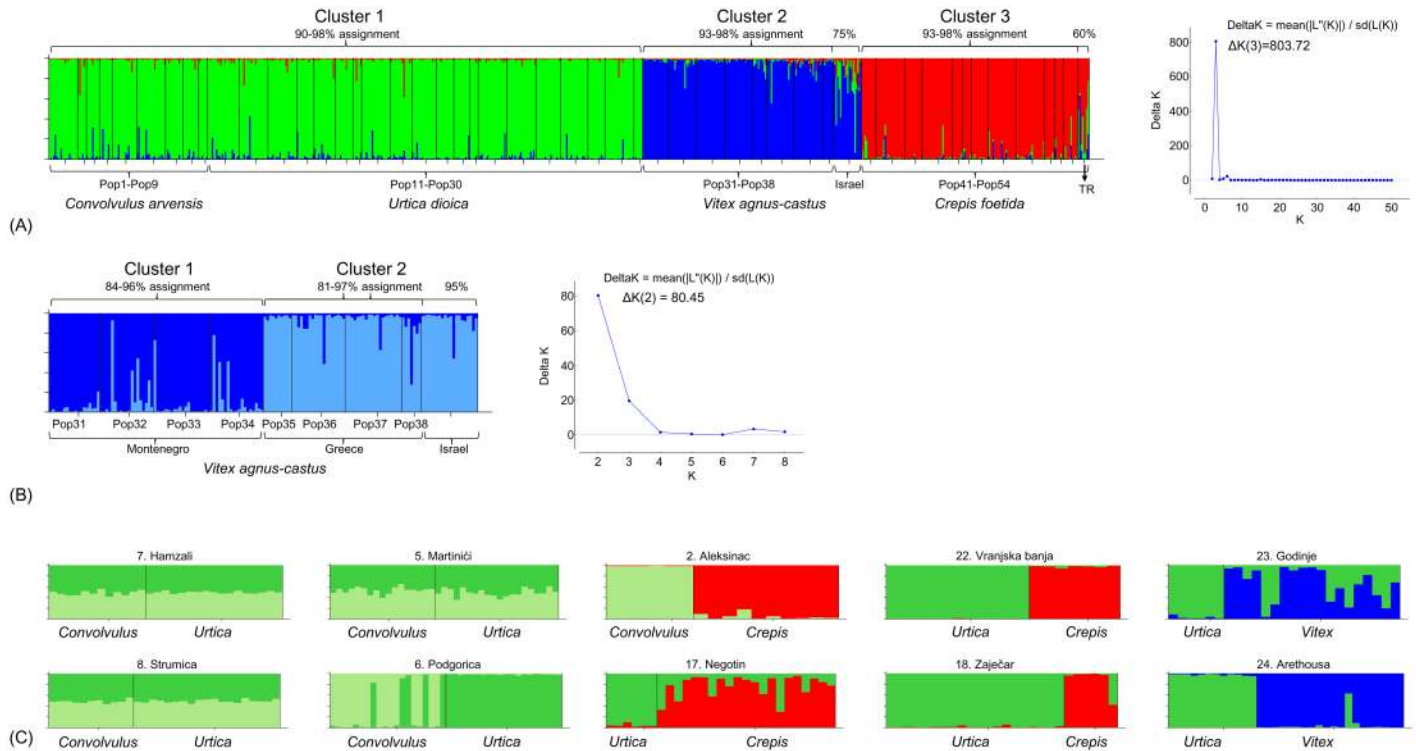 Cluster 1
90-98% assignment
Cluster 2
93-98% assignment
75%
Cluster 3
93-98% assignment
60%
Pop1-Pop9
Pop11-Pop30
Pop31-Pop38
Israel
Pop41-Pop54
TR
Convolvulus arvensis
Urtica dioica
Vitex agnus-castus
Crepis foetida
(A)
DeltaK = mean(|L"(K)|) / sd(L(K))
ΔK(3)=803.72
800
600
400
200
0
Delta K
0 10 20 30 40 50
K
Cluster 1
84-96% assignment
Cluster 2
81-97% assignment
95%
Pop31 Pop32 Pop33 Pop34 Pop35 Pop36 Pop37 Pop38
Montenegro
Greece
Israel
Vitex agnus-castus
(B)
DeltaK = mean(|L"(K)|) / sd(L(K))
ΔK(2) = 80.45
80
60
40
20
0
Delta K
2 3 4 5 6 7 8
K
7. Hamzali
Convolvulus Urtica
5. Martinići
Convolvulus Urtica
2. Aleksinac
Convolvulus Crepis
22. Vranjska banja
Urtica Crepis
23. Godinje
Urtica Vitex
8. Strumica
Convolvulus Urtica
6. Podgorica
Convolvulus Urtica
17. Negotin
Urtica Crepis
18. Zaječar
Urtica Crepis
24. Arethousa
Urtica Vitex
(C)